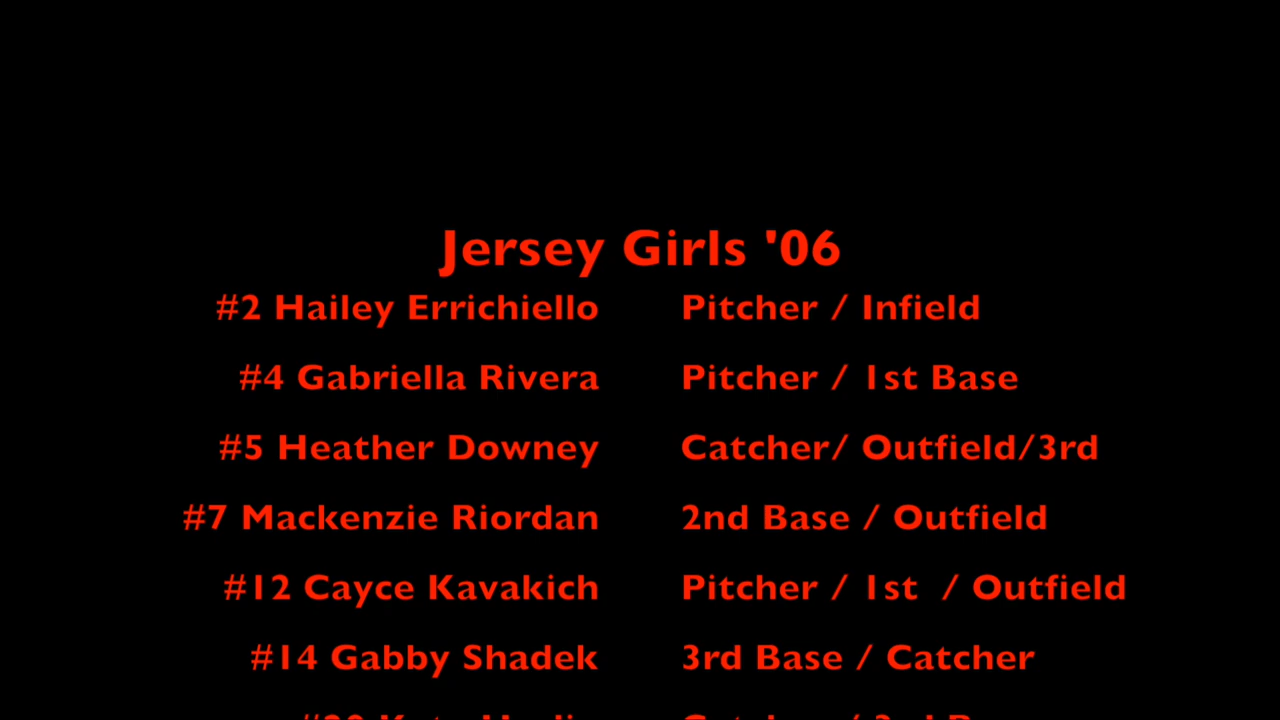 Jersey Girls '06
#2 Hailey Errichiello Pitcher / Infield
#4 Gabriella Rivera Pitcher / 1st Base
#5 Heather Downey Catcher/ Outfield/3rd
#7 Mackenzie Riordan 2nd Base / Outfield
#12 Cayce Kavakich Pitcher / 1st  / Outfield
#14 Gabby Shadek 3rd Base / Catcher